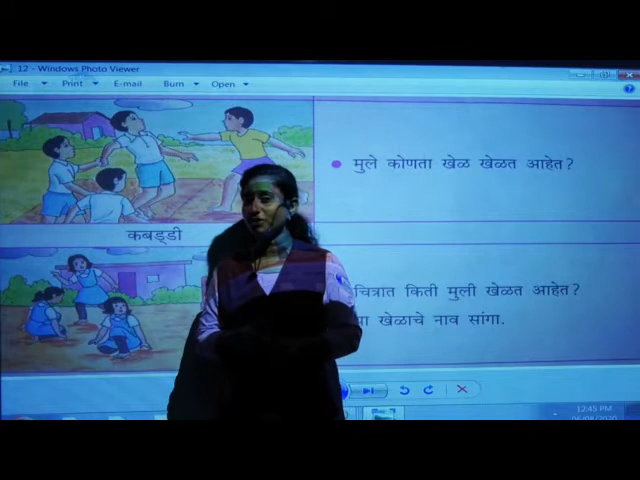 12 - Windows Photo Viewer
File Print E-mail Burn Open
मुले कोणता खेळ खेळत आहेत?
कबड्डी
चित्रात किती मुली खेळत आहेत?
खेळाचे नाव सांगा.
12:45 PM